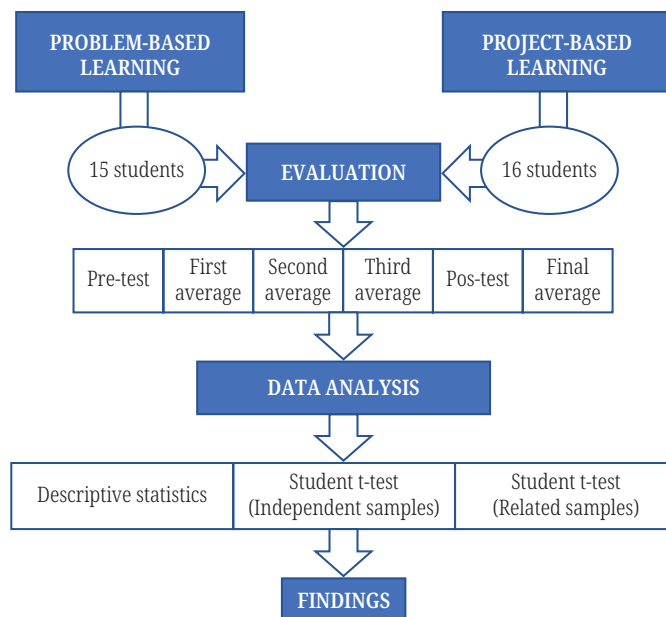 PROBLEM-BASED
LEARNING
PROJECT-BASED
LEARNING
15 students
EVALUATION
16 students
Pre-test
First
average
Second
average
Third
average
Pos-test
Final
average
DATA ANALYSIS
Descriptive statistics
Student t-test
(Independent samples)
Student t-test
(Related samples)
FINDINGS